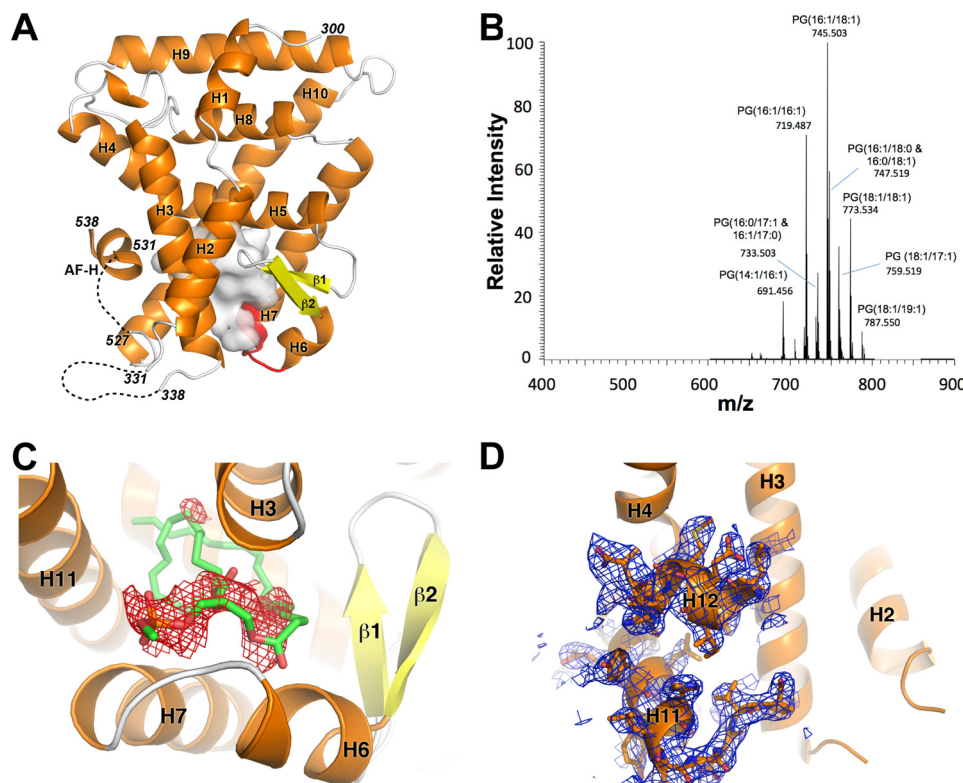 A
300
H9
H1
H10
H8
H4
H3
H5
538
H2
531
AF-H
β1
β2
H7
527
H6
331
338
B
PG(16:1/18:1)
745.503
100
PG(16:1/16:1)
719.487
80
PG(16:1/18:0 &
16:0/18:1)
747.519
60
PG(18:1/18:1)
773.534
PG(16:0/17:1 &
16:1/17:0)
733.503
40
PG (18:1/17:1)
759.519
PG(14:1/16:1)
691.456
20
PG(18:1/19:1)
787.550
0
Relative Intensity
400 500 600 700 800 900
m/z
C
H3
H11
β1
β2
H7
H6
D
H3
H4
H12
H2
H11